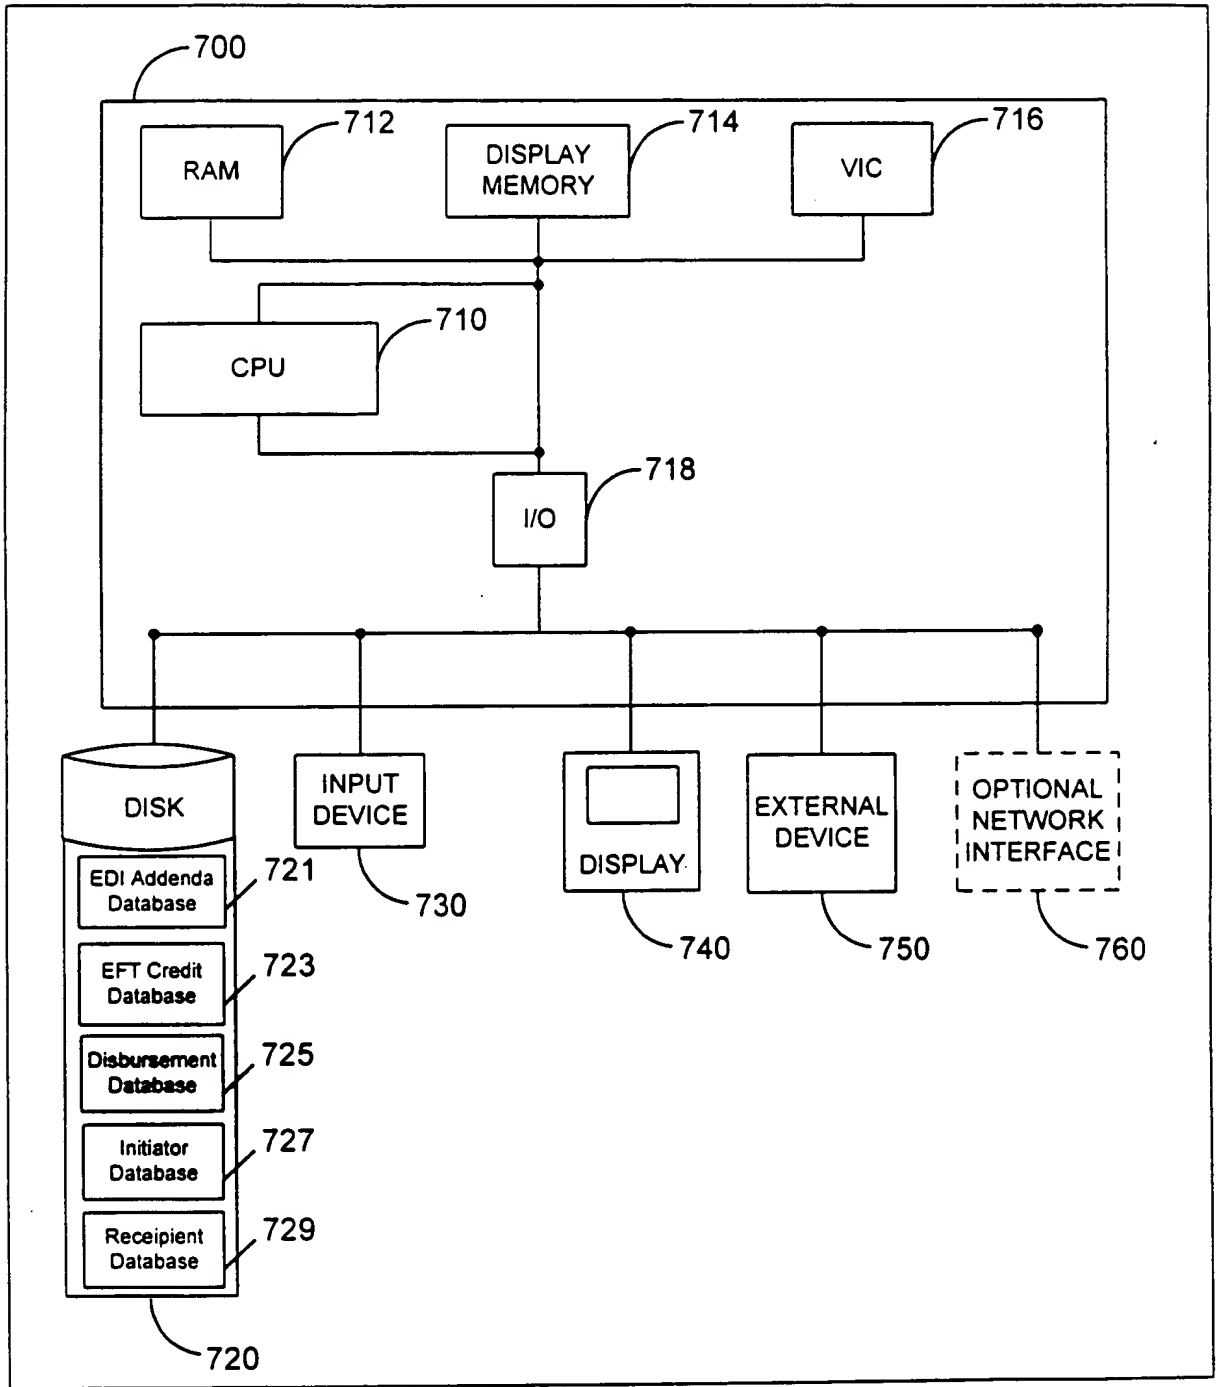 700
RAM
712
DISPLAY
MEMORY
714
VIC
716
CPU
710
I/O
718
DISK
INPUT
DEVICE
730
DISPLAY
740
EXTERNAL
DEVICE
750
OPTIONAL
NETWORK
INTERFACE
760
EDI Addenda
Database
721
EFT Credit
Database
723
Disbursement
Database
725
Initiator
Database
727
Receipient
Database
729
720